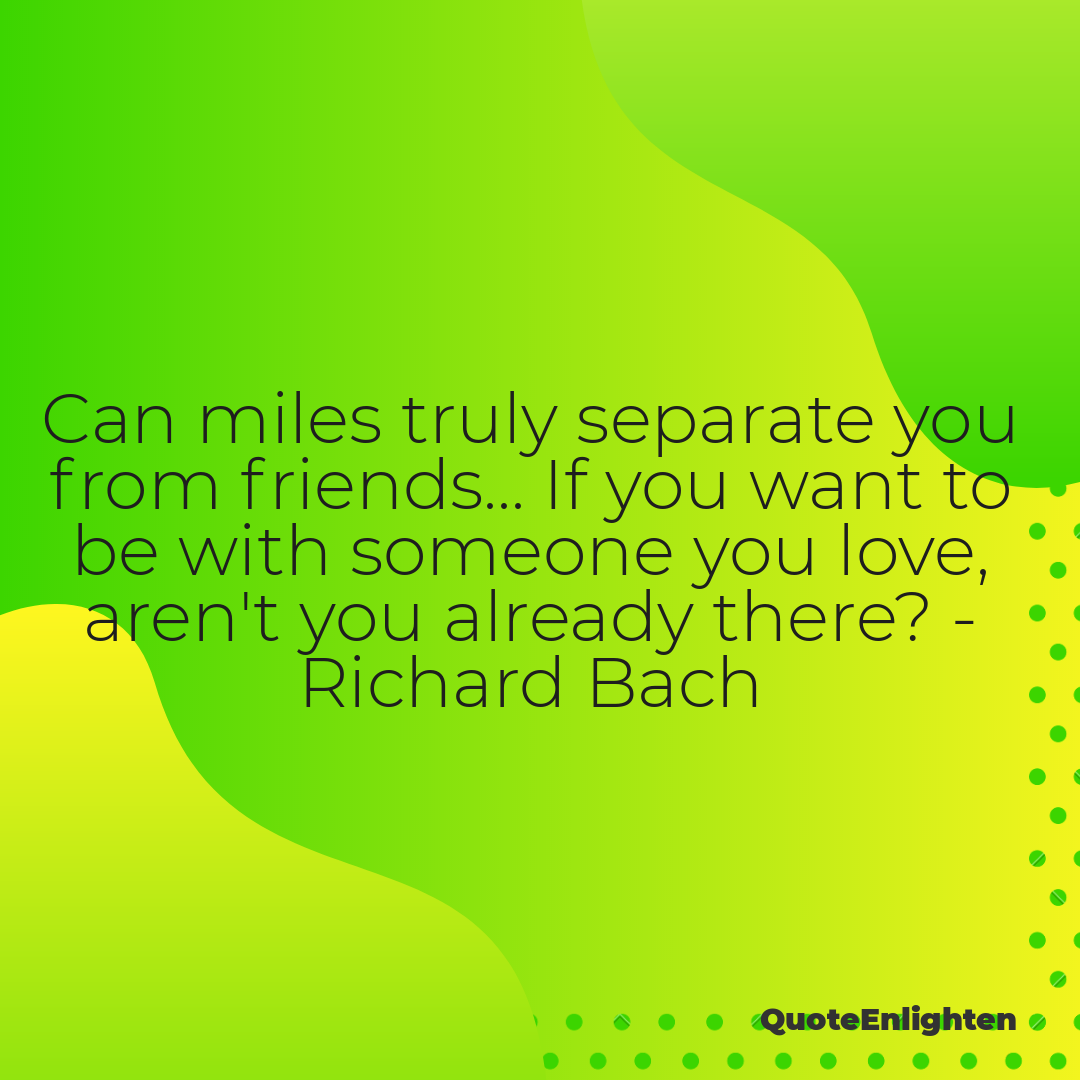 Can miles truly separate you
from friends... If you want to
be with someone you love,
aren't you already there? -
Richard Bach
QuoteEnlighten